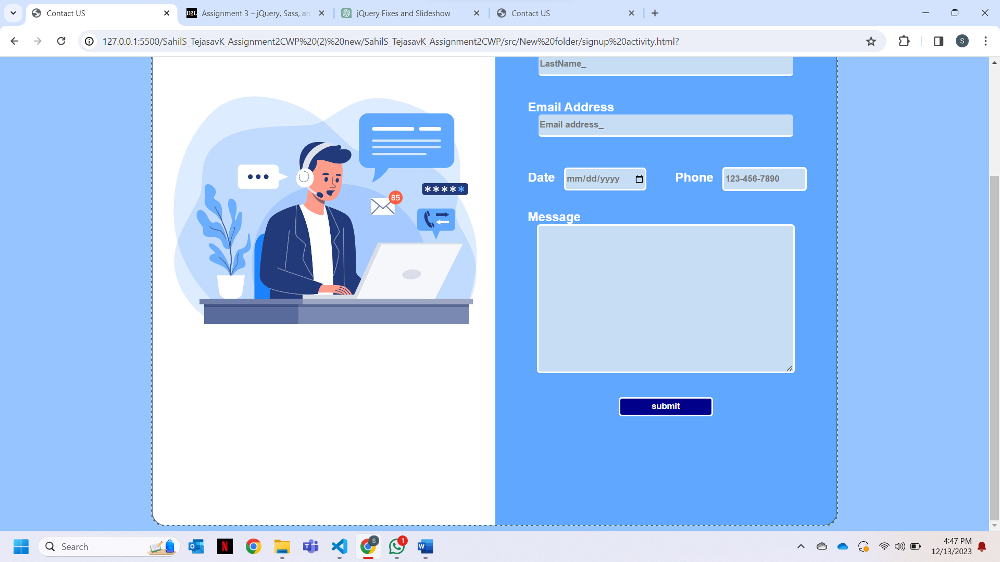 Contact US
D2L Assignment 3 – jQuery, Sass, an
jQuery Fixes and Slideshow
Contact US
127.0.0.1:5500/SahilS_TejasavK_Assignment2CWP%20(2)%20new/SahilS_TejasavK_Assignment2CWP/src/New%20folder/signup%20activity.html?
S
LastName_
Email Address
Email address_
Date
mm/dd/yyyy
Phone
123-456-7890
*****
85
Message
submit
Search
N
S
1
W
4:47 PM
12/13/2023